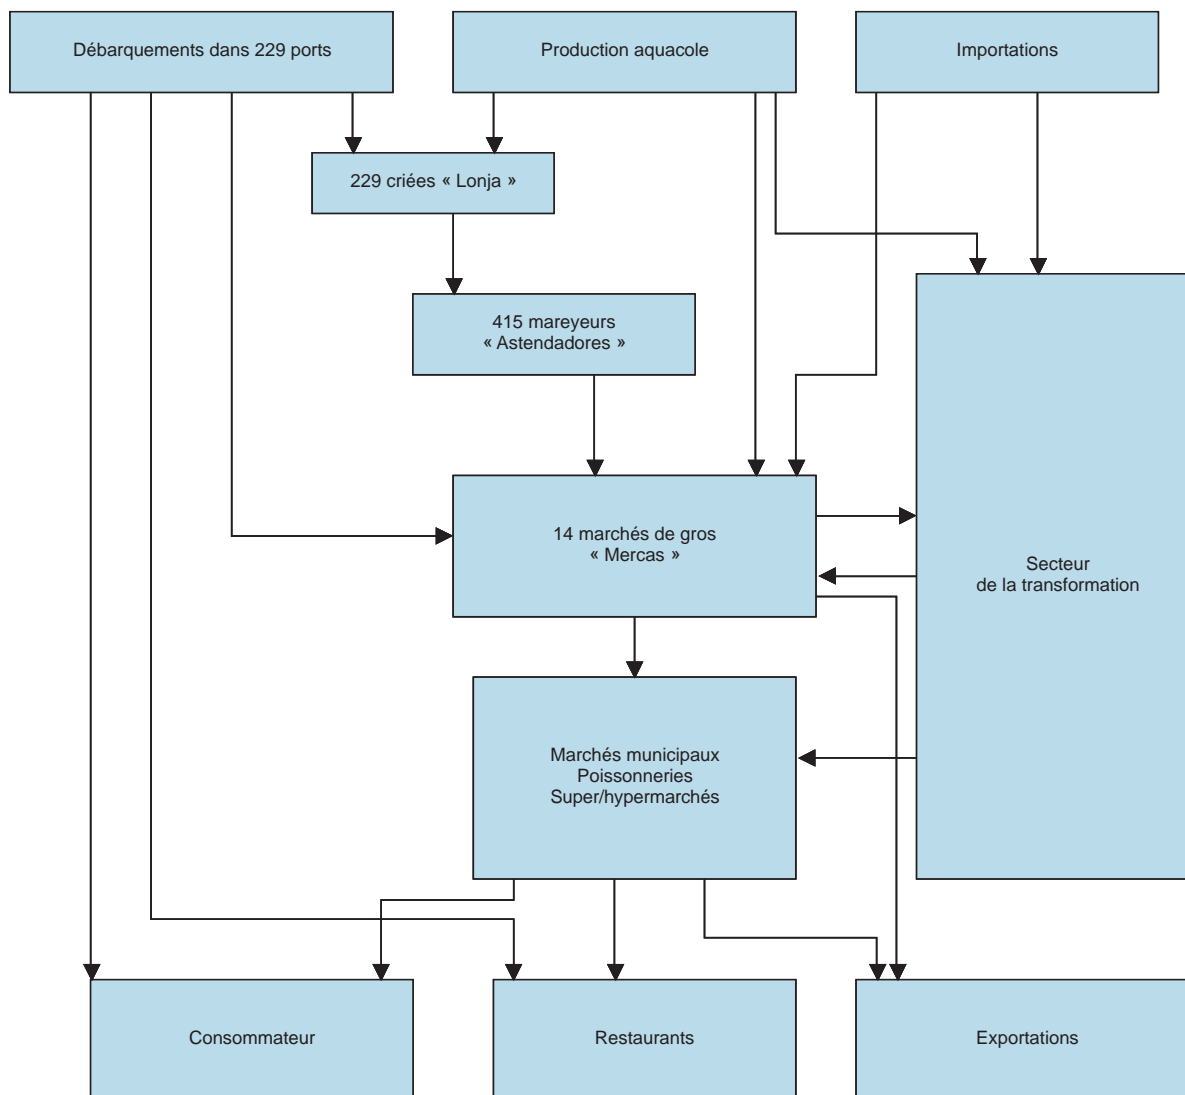 Débarquements dans 229 ports
Production aquacole
Importations
229 criées « Lonja »
415 mareyeurs
« Astendadores »
14 marchés de gros
« Mercas »
Secteur
de la transformation
Marchés municipaux
Poissonneries
Super/hypermarchés
Consommateur
Restaurants
Exportations